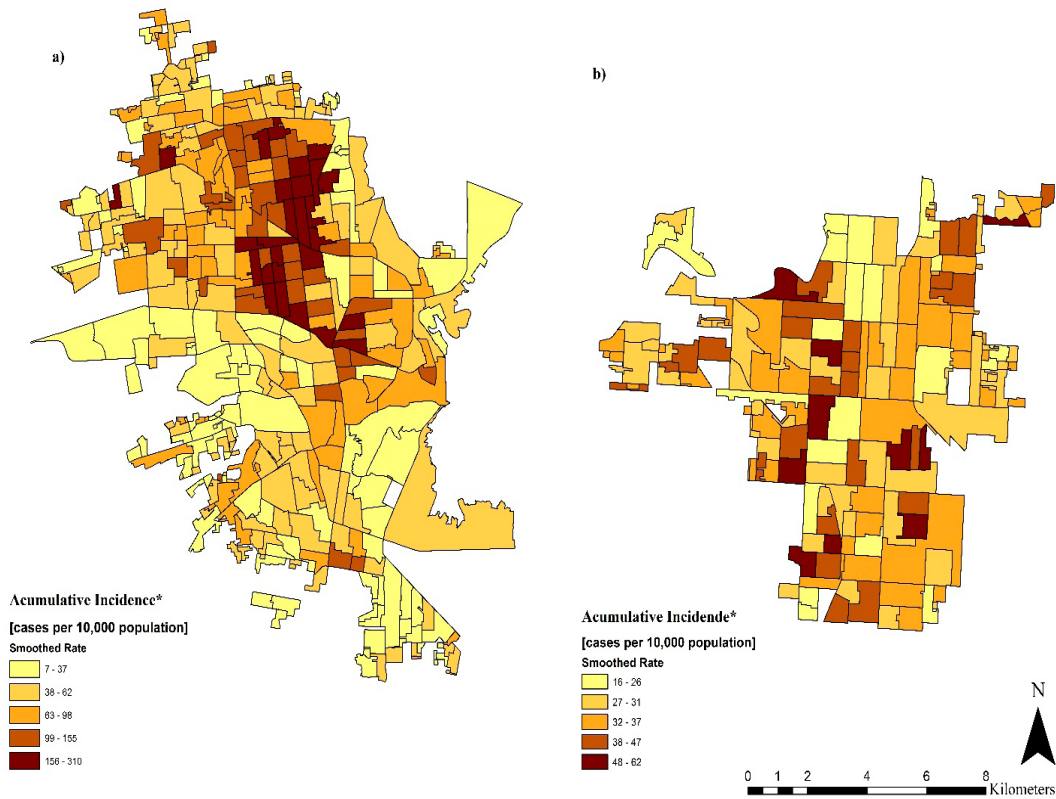 a)
b)
Acumulative Incidence*
[cases per 10,000 population]
Smoothed Rate
7 - 37
38 - 62
63 - 98
99 - 155
156 - 310
Acumulative Incidende*
[cases per 10,000 population]
Smoothed Rate
16 - 26
27 - 31
32 - 37
38 - 47
48 - 62
N
0 1 2 4 6 8
Kilometers